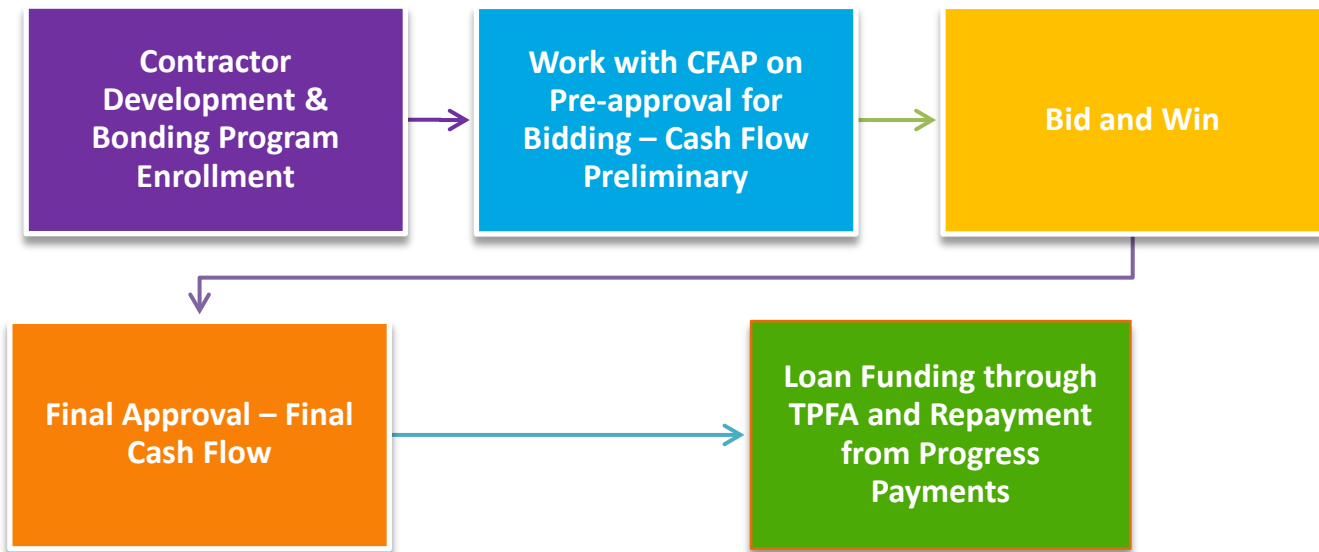 Contractor
Development &
Bonding Program
Enrollment
Work with CFAP on
Pre-approval for
Bidding – Cash Flow
Preliminary
Bid and Win
Final Approval – Final
Cash Flow
Loan Funding through
TPFA and Repayment
from Progress
Payments